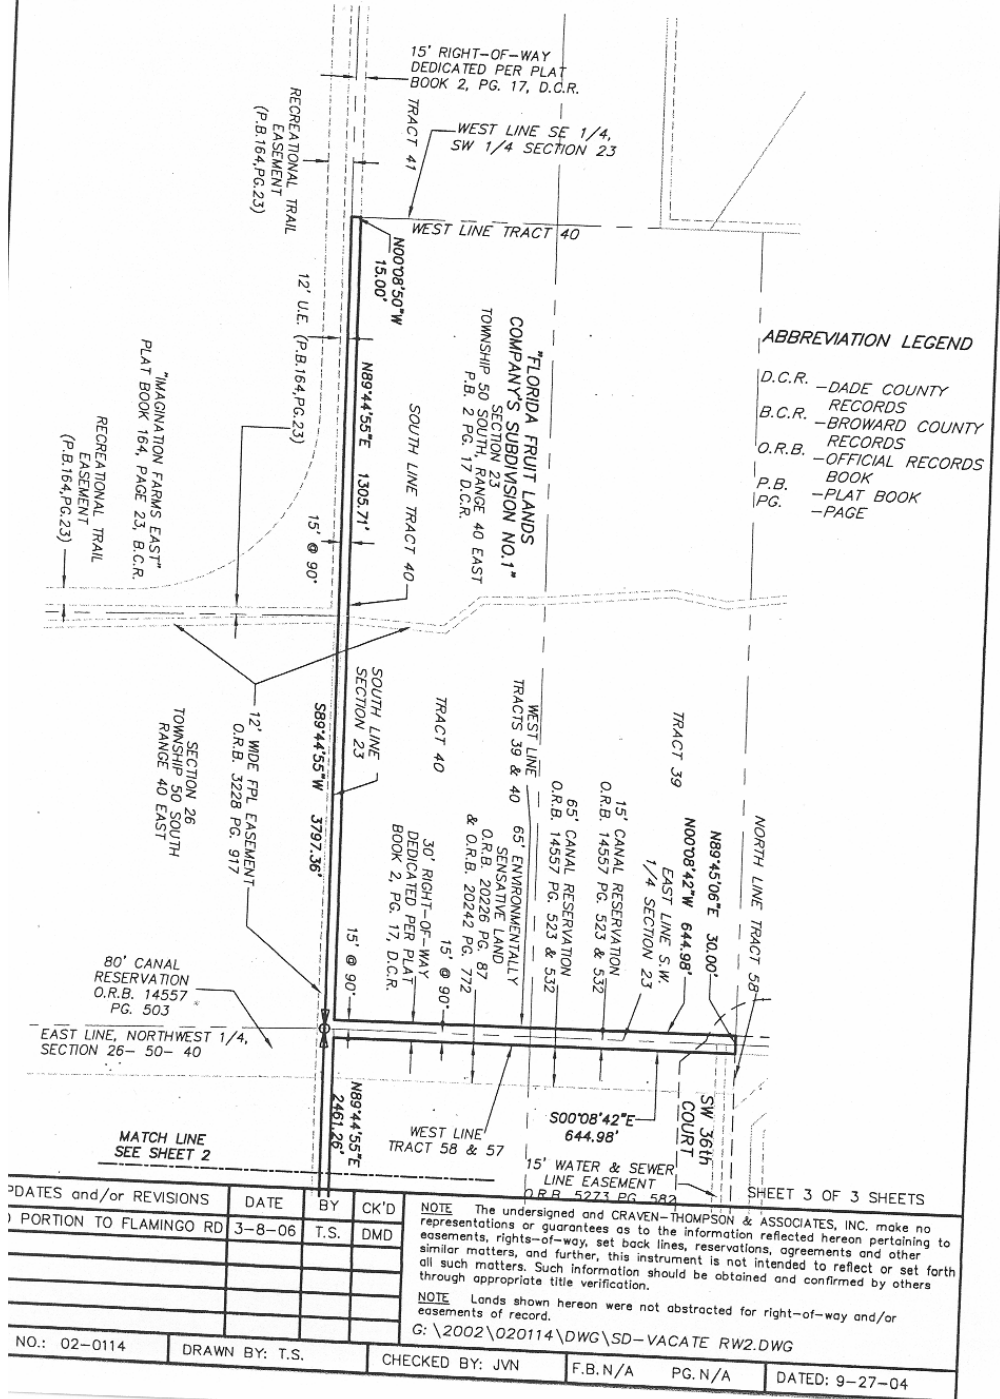 15' RIGHT-OF-WAY
DEDICATED PER PLAT
BOOK 2, PG. 17, D.C.R.
TRACT 41
WEST LINE SE 1/4,
SW 1/4 SECTION 23
RECREATIONAL TRAIL
EASEMENT
(P.B.164,PG.23)
WEST LINE TRACT 40
N00°08'50"W
15.00'
12' U.E. (P.B.164,PG.23)
"FLORIDA FRUIT LANDS
COMPANY'S SUBDIVISION NO.1"
SECTION 23
TOWNSHIP 50 SOUTH, RANGE 40 EAST
P.B. 2 PG. 17 D.C.R.
ABBREVIATION LEGEND
D.C.R. -DADE COUNTY
RECORDS
B.C.R. -BROWARD COUNTY
RECORDS
O.R.B. -OFFICIAL RECORDS
BOOK
P.B. -PLAT BOOK
PG. -PAGE
"IMAGINATION FARMS EAST"
PLAT BOOK 164, PAGE 23, B.C.R.
RECREATIONAL TRAIL
EASEMENT
(P.B.164,PG.23)
N89°44'55"E 1305.71'
SOUTH LINE TRACT 40
15' @ 90°
SOUTH LINE
SECTION 23
S89°44'55"W 3797.36'
12' WIDE FPL EASEMENT
O.R.B. 3228 PG. 917
SECTION 26
TOWNSHIP 50 SOUTH
RANGE 40 EAST
TRACT 40
WEST LINE
TRACTS 39 & 40
TRACT 39
65' ENVIRONMENTALLY
SENSATIVE LAND
O.R.B. 20226 PG. 87
& O.R.B. 20242 PG. 772
65' CANAL RESERVATION
O.R.B. 14557 PG. 523 & 532
15' CANAL RESERVATION
O.R.B. 14557 PG. 523 & 532
EAST LINE S.W.
1/4 SECTION 23
N00°08'42"W 644.98'
N89°45'06"E 30.00'
NORTH LINE TRACT 58
30' RIGHT-OF-WAY
DEDICATED PER PLAT
BOOK 2, PG. 17, D.C.R.
15' @ 90°
15' @ 90°
80' CANAL
RESERVATION
O.R.B. 14557
PG. 503
EAST LINE, NORTHWEST 1/4,
SECTION 26- 50- 40
N89°44'55"E
2461.26'
WEST LINE
TRACT 58 & 57
S00°08'42"E
644.98'
SW 36th
COURT
15' WATER & SEWER
LINE EASEMENT
O.R.B. 5273 PG. 582
MATCH LINE
SEE SHEET 2
SHEET 3 OF 3 SHEETS
PDATES and/or REVISIONS DATE BY CK'D
PORTION TO FLAMINGO RD 3-8-06 T.S. DMD
NOTE The undersigned and CRAVEN-THOMPSON & ASSOCIATES, INC. make no
representations or guarantees as to the information reflected hereon pertaining to
easements, rights-of-way, set back lines, reservations, agreements and other
similar matters, and further, this instrument is not intended to reflect or set forth
all such matters. Such information should be obtained and confirmed by others
through appropriate title verification.
NOTE Lands shown hereon were not abstracted for right-of-way and/or
easements of record.
G: \2002\020114\DWG\SD-VACATE RW2.DWG
NO.: 02-0114 DRAWN BY: T.S. CHECKED BY: JVN F.B. N/A PG. N/A DATED: 9-27-04